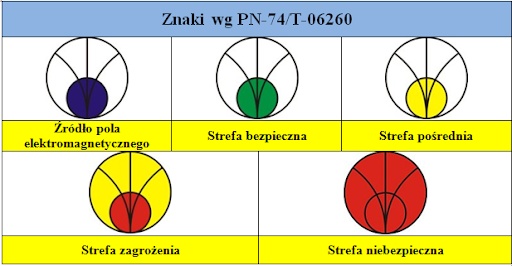 Znaki wg PN-74/T-06260
Źródło pola
elektromagnetycznego
Strefa bezpieczna
Strefa pośrednia
Strefa zagrożenia
Strefa niebezpieczna